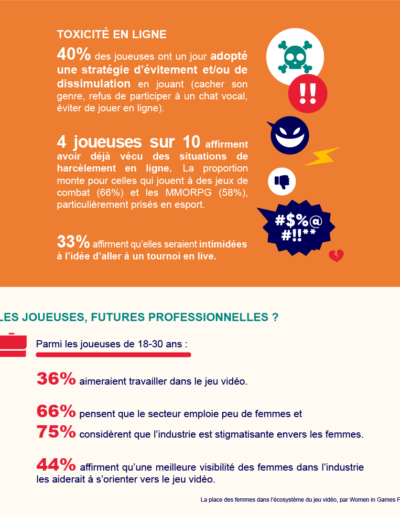 TOXICITÉ EN LIGNE
40% des joueuses ont un jour adopté
une stratégie d'évitement et/ou de
dissimulation en jouant (cacher son
genre, refus de participer à un chat vocal,
éviter de jouer en ligne).
!!
4 joueuses sur 10 affirment
avoir déjà vécu des situations de
harcèlement en ligne. La proportion
monte pour celles qui jouent à des jeux de
combat (66%) et les MMORPG (58%),
particulièrement prisés en esport.
#$%@
#!!**
33% affirment qu'elles seraient intimidées
à l'idée d'aller à un tournoi en live.
LES JOUEUSES, FUTURES PROFESSIONNELLES ?
Parmi les joueuses de 18-30 ans :
36% aimeraient travailler dans le jeu vidéo.
66% pensent que le secteur emploie peu de femmes et
75% considèrent que l'industrie est stigmatisante envers les femmes.
44% affirment qu'une meilleure visibilité des femmes dans l'industrie
les aiderait à s'orienter vers le jeu vidéo.
La place des femmes dans l'écosystème du jeu vidéo, par Women in Games F